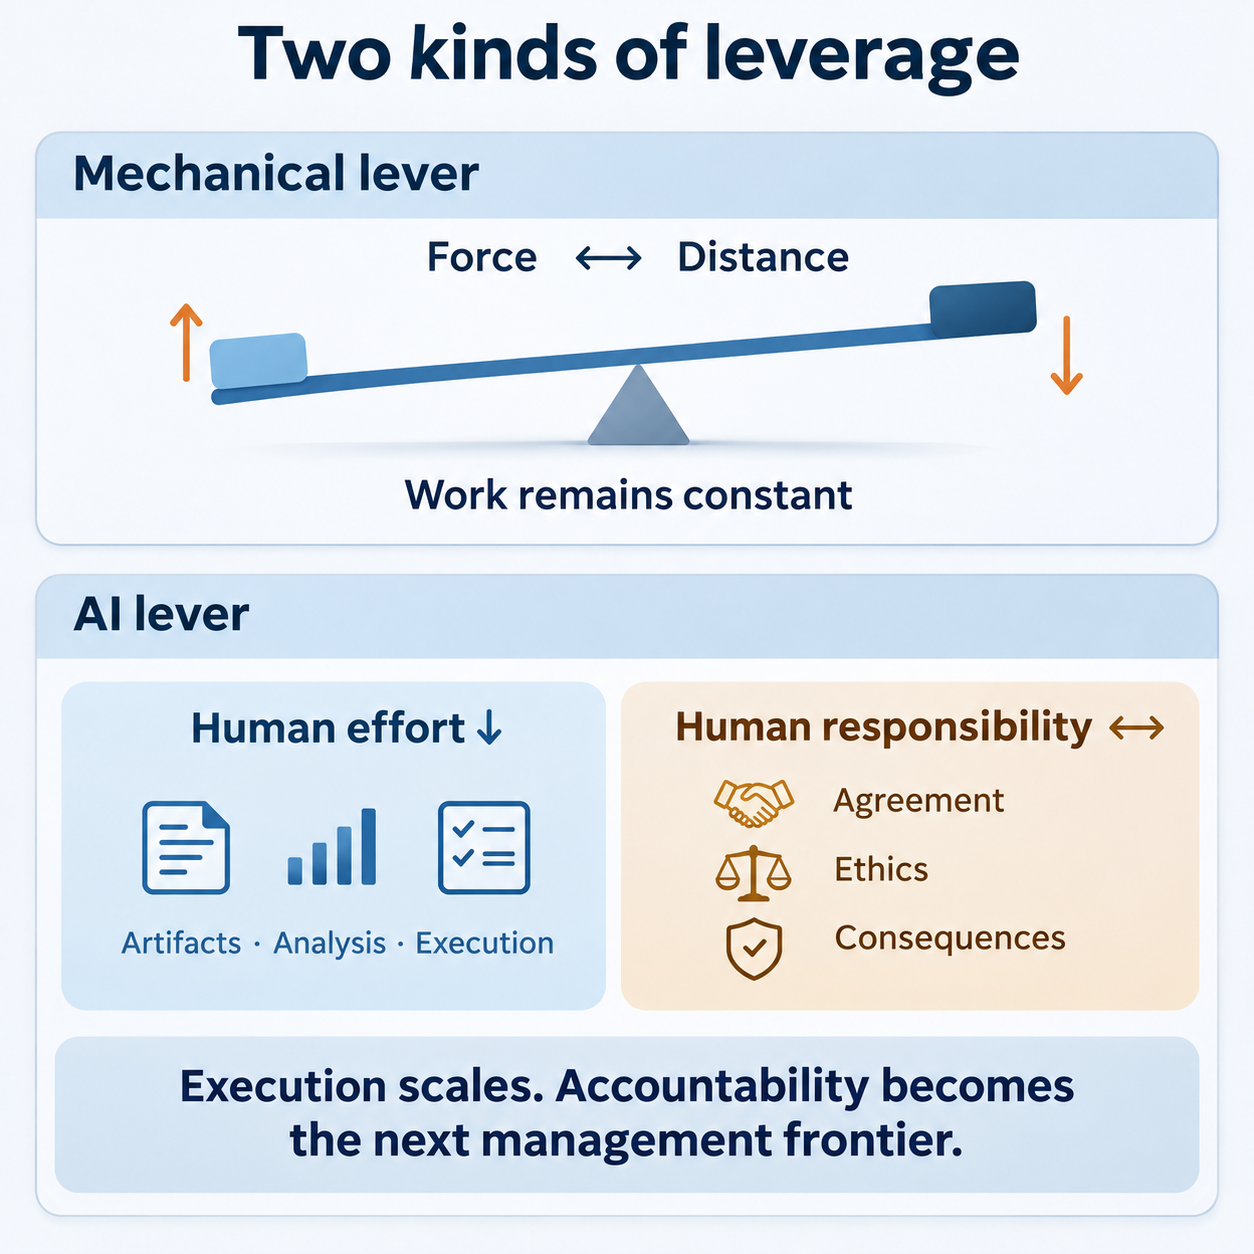 Two kinds of leverage
Mechanical lever
Force ↔ Distance
Work remains constant
AI lever
Human effort ↓
Artifacts · Analysis · Execution
Human responsibility ↔
Agreement
Ethics
Consequences
Execution scales. Accountability becomes
the next management frontier.